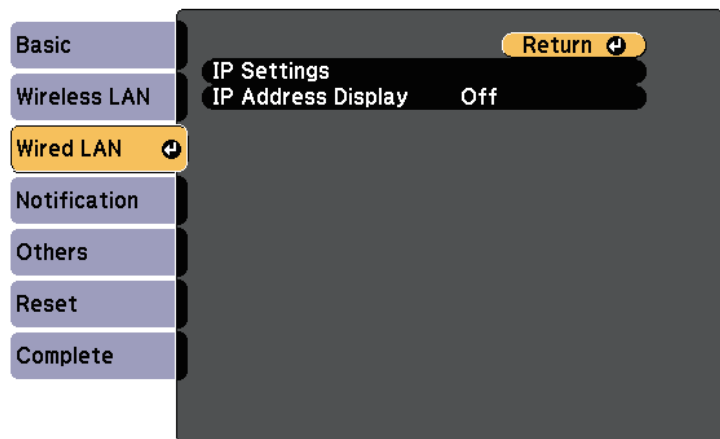 Basic
Wireless LAN
Wired LAN
Notification
Others
Reset
Complete
Return
IP Settings
IP Address Display Off